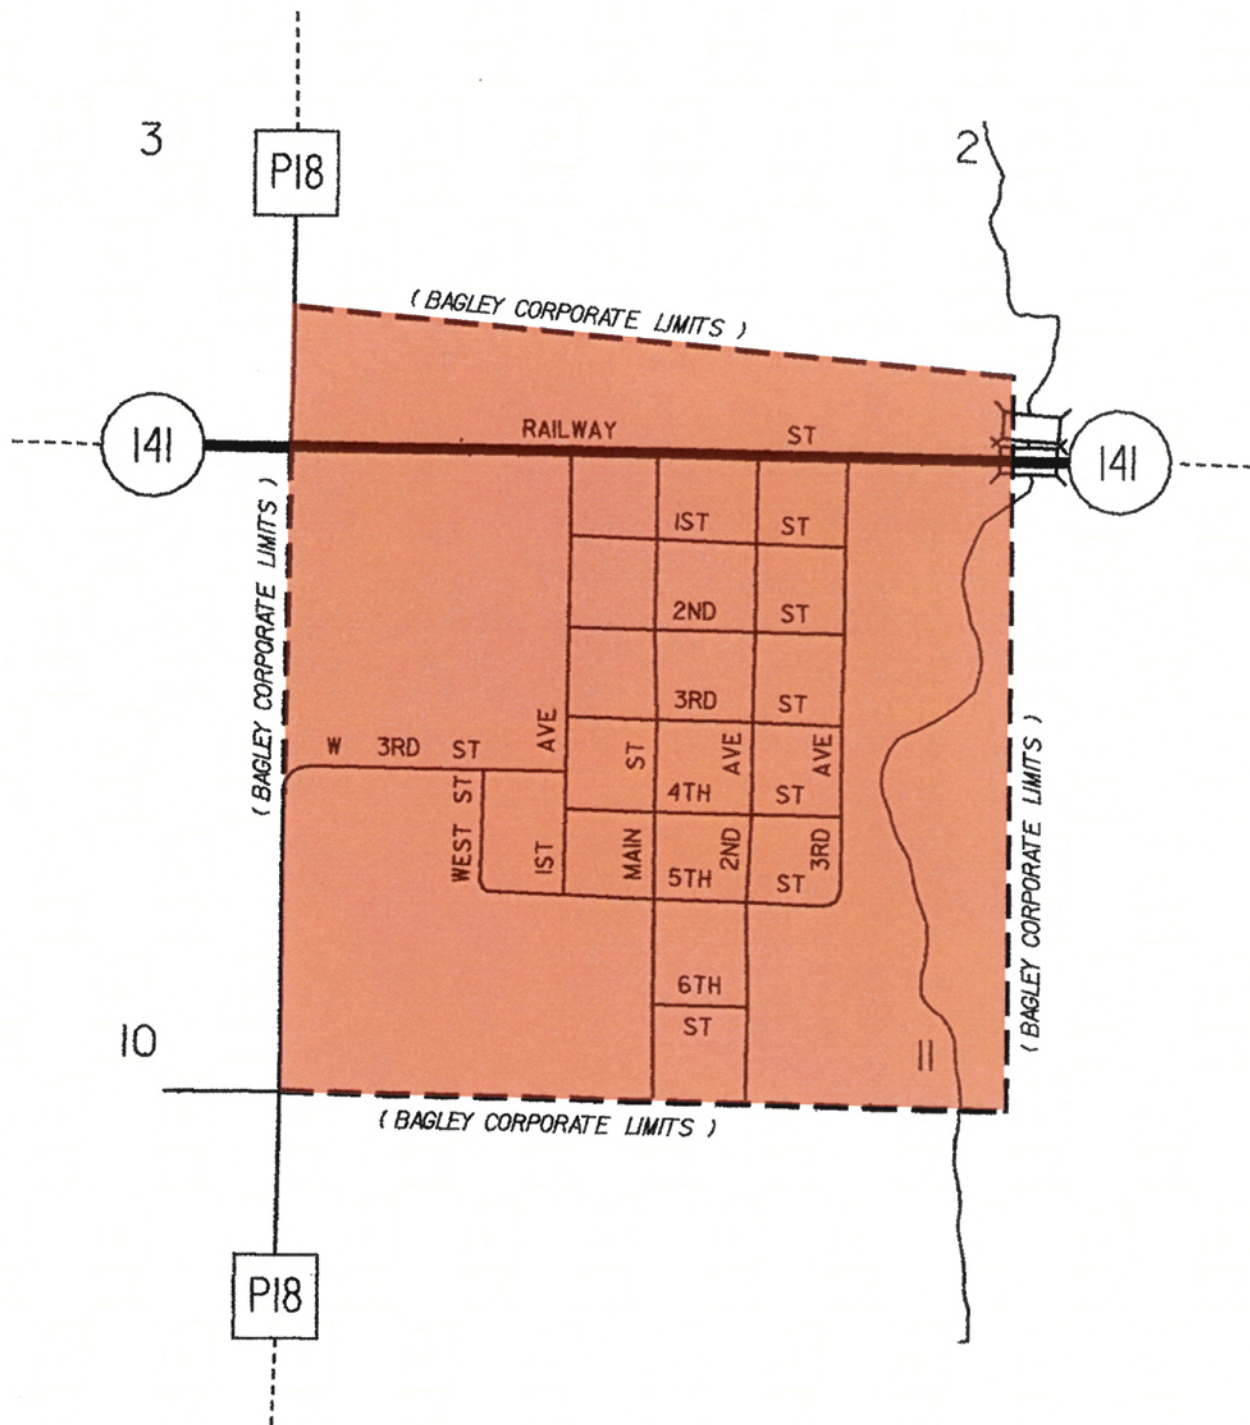 3
2
P18
( BAGLEY CORPORATE LIMITS )
141
RAILWAY ST
141
1ST ST
( BAGLEY CORPORATE LIMITS )
2ND ST
3RD ST
W 3RD ST
1ST AVE
MAIN ST
2ND AVE
3RD AVE
WEST ST
4TH ST
5TH ST
( BAGLEY CORPORATE LIMITS )
6TH ST
10
11
( BAGLEY CORPORATE LIMITS )
P18